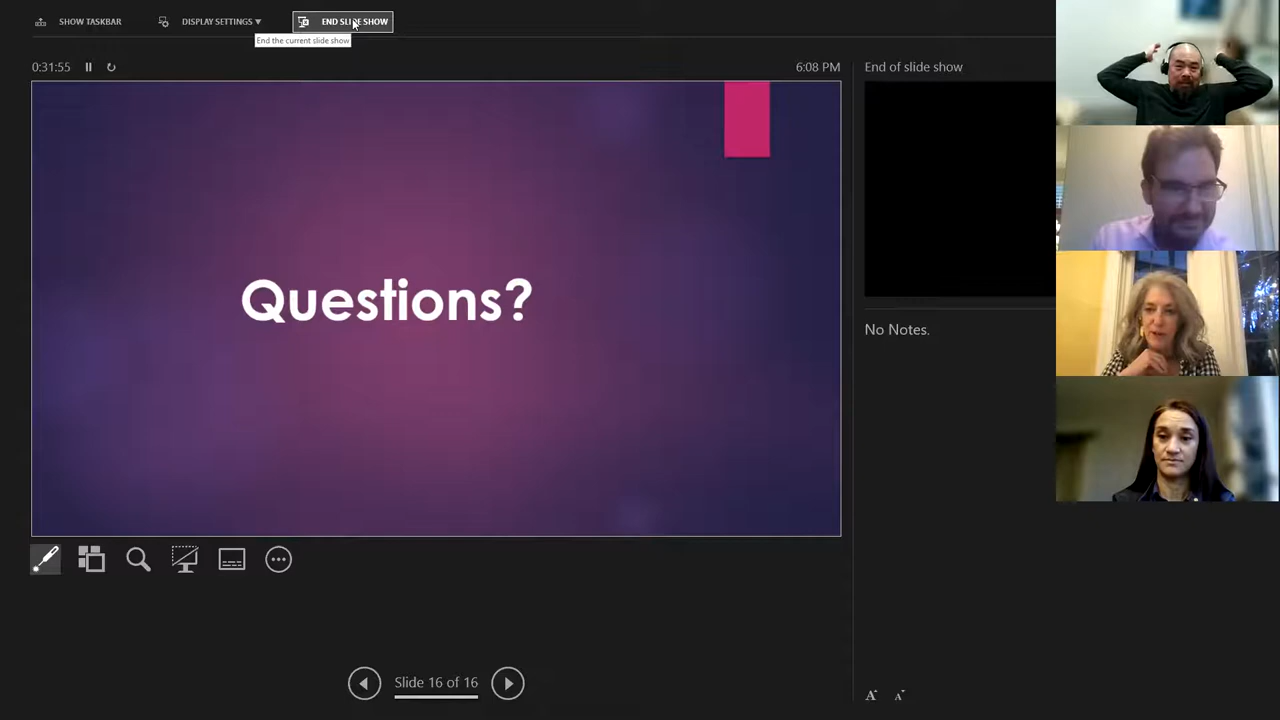 SHOW TASKBAR
DISPLAY SETTINGS ▼
END SLIDE SHOW
End the current slide show
0:31:55
6:08 PM
End of slide show
Questions?
No Notes.
Slide 16 of 16
A
A